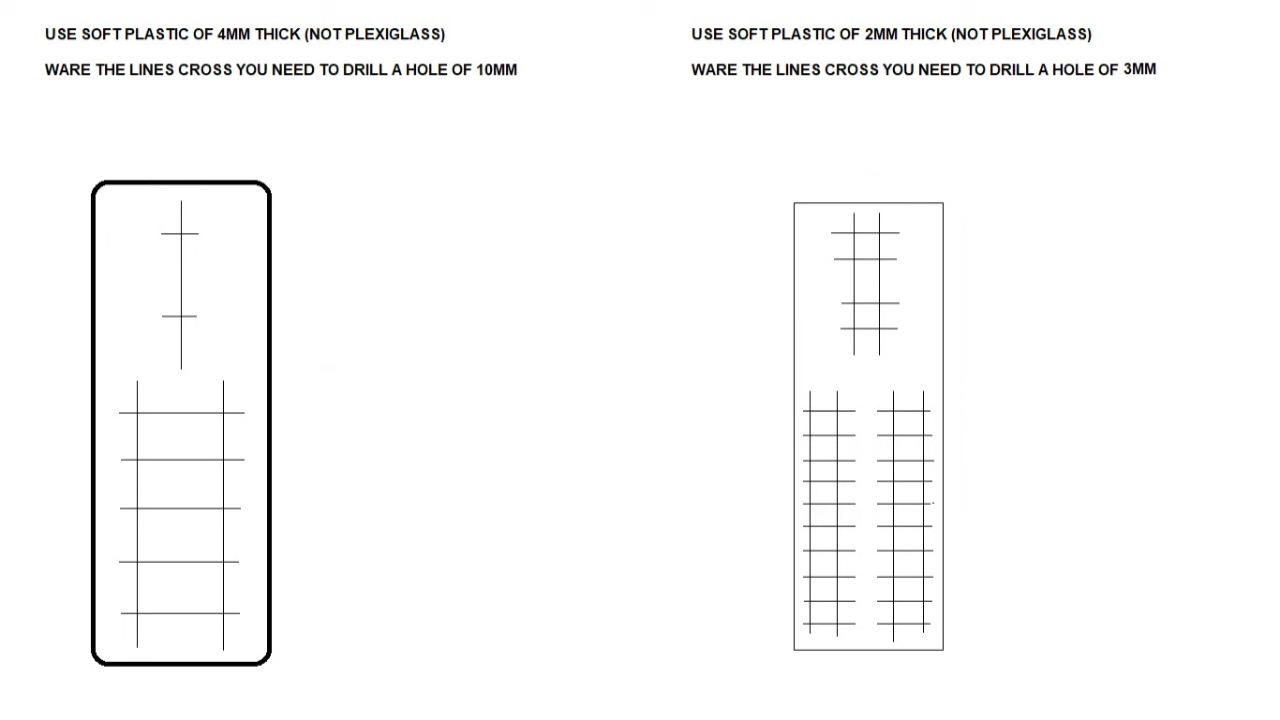 USE SOFT PLASTIC OF 4MM THICK (NOT PLEXIGLASS)
WARE THE LINES CROSS YOU NEED TO DRILL A HOLE OF 10MM
USE SOFT PLASTIC OF 2MM THICK (NOT PLEXIGLASS)
WARE THE LINES CROSS YOU NEED TO DRILL A HOLE OF 3MM